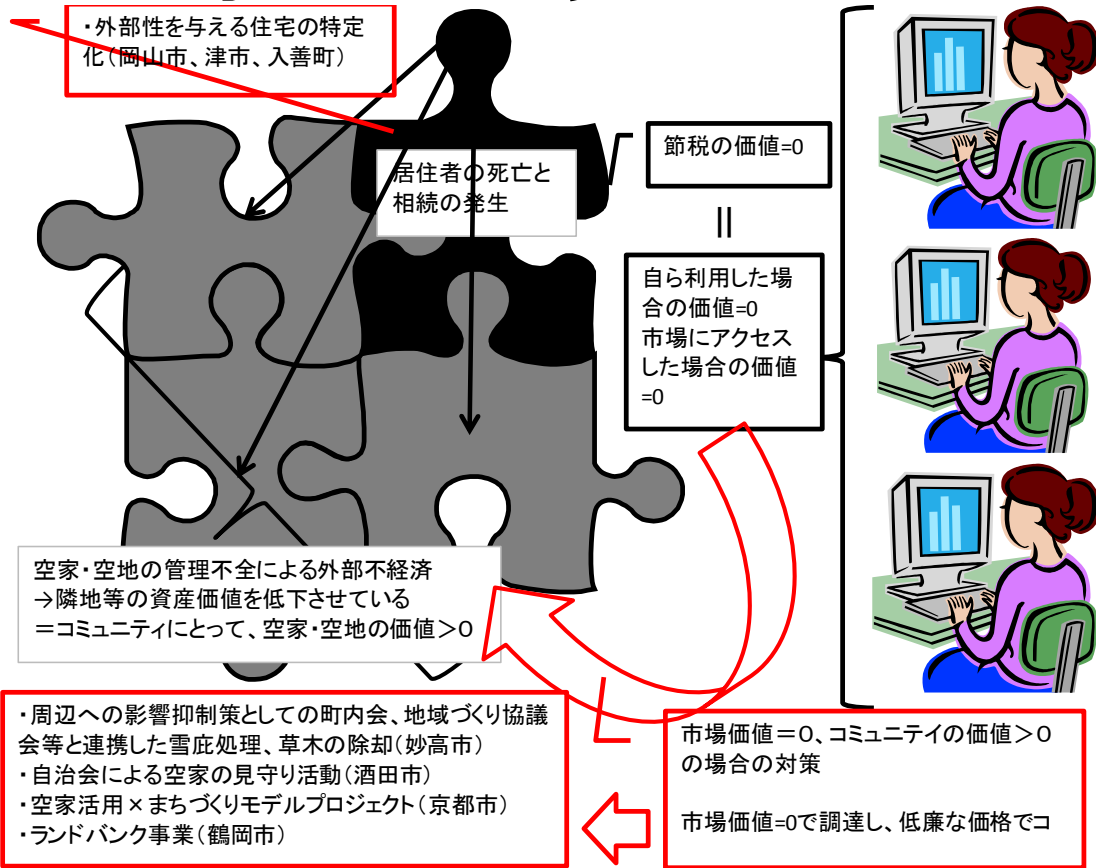 ・外部性を与える住宅の特定
化(岡山市、津市、入善町)
居住者の死亡と
相続の発生
節税の価値=0
||
自ら利用した場
合の価値=0
市場にアクセス
した場合の価値
=0
空家・空地の管理不全による外部不経済
→隣地等の資産価値を低下させている
=コミュニティにとって、空家・空地の価値>0
・周辺への影響抑制策としての町内会、地域づくり協議
会等と連携した雪庇処理、草木の除却(妙高市)
・自治会による空家の見守り活動(酒田市)
・空家活用×まちづくりモデルプロジェクト(京都市)
・ランドバンク事業(鶴岡市)
市場価値=0、コミュニテイの価値>0
の場合の対策
市場価値=0で調達し、低廉な価格でコ